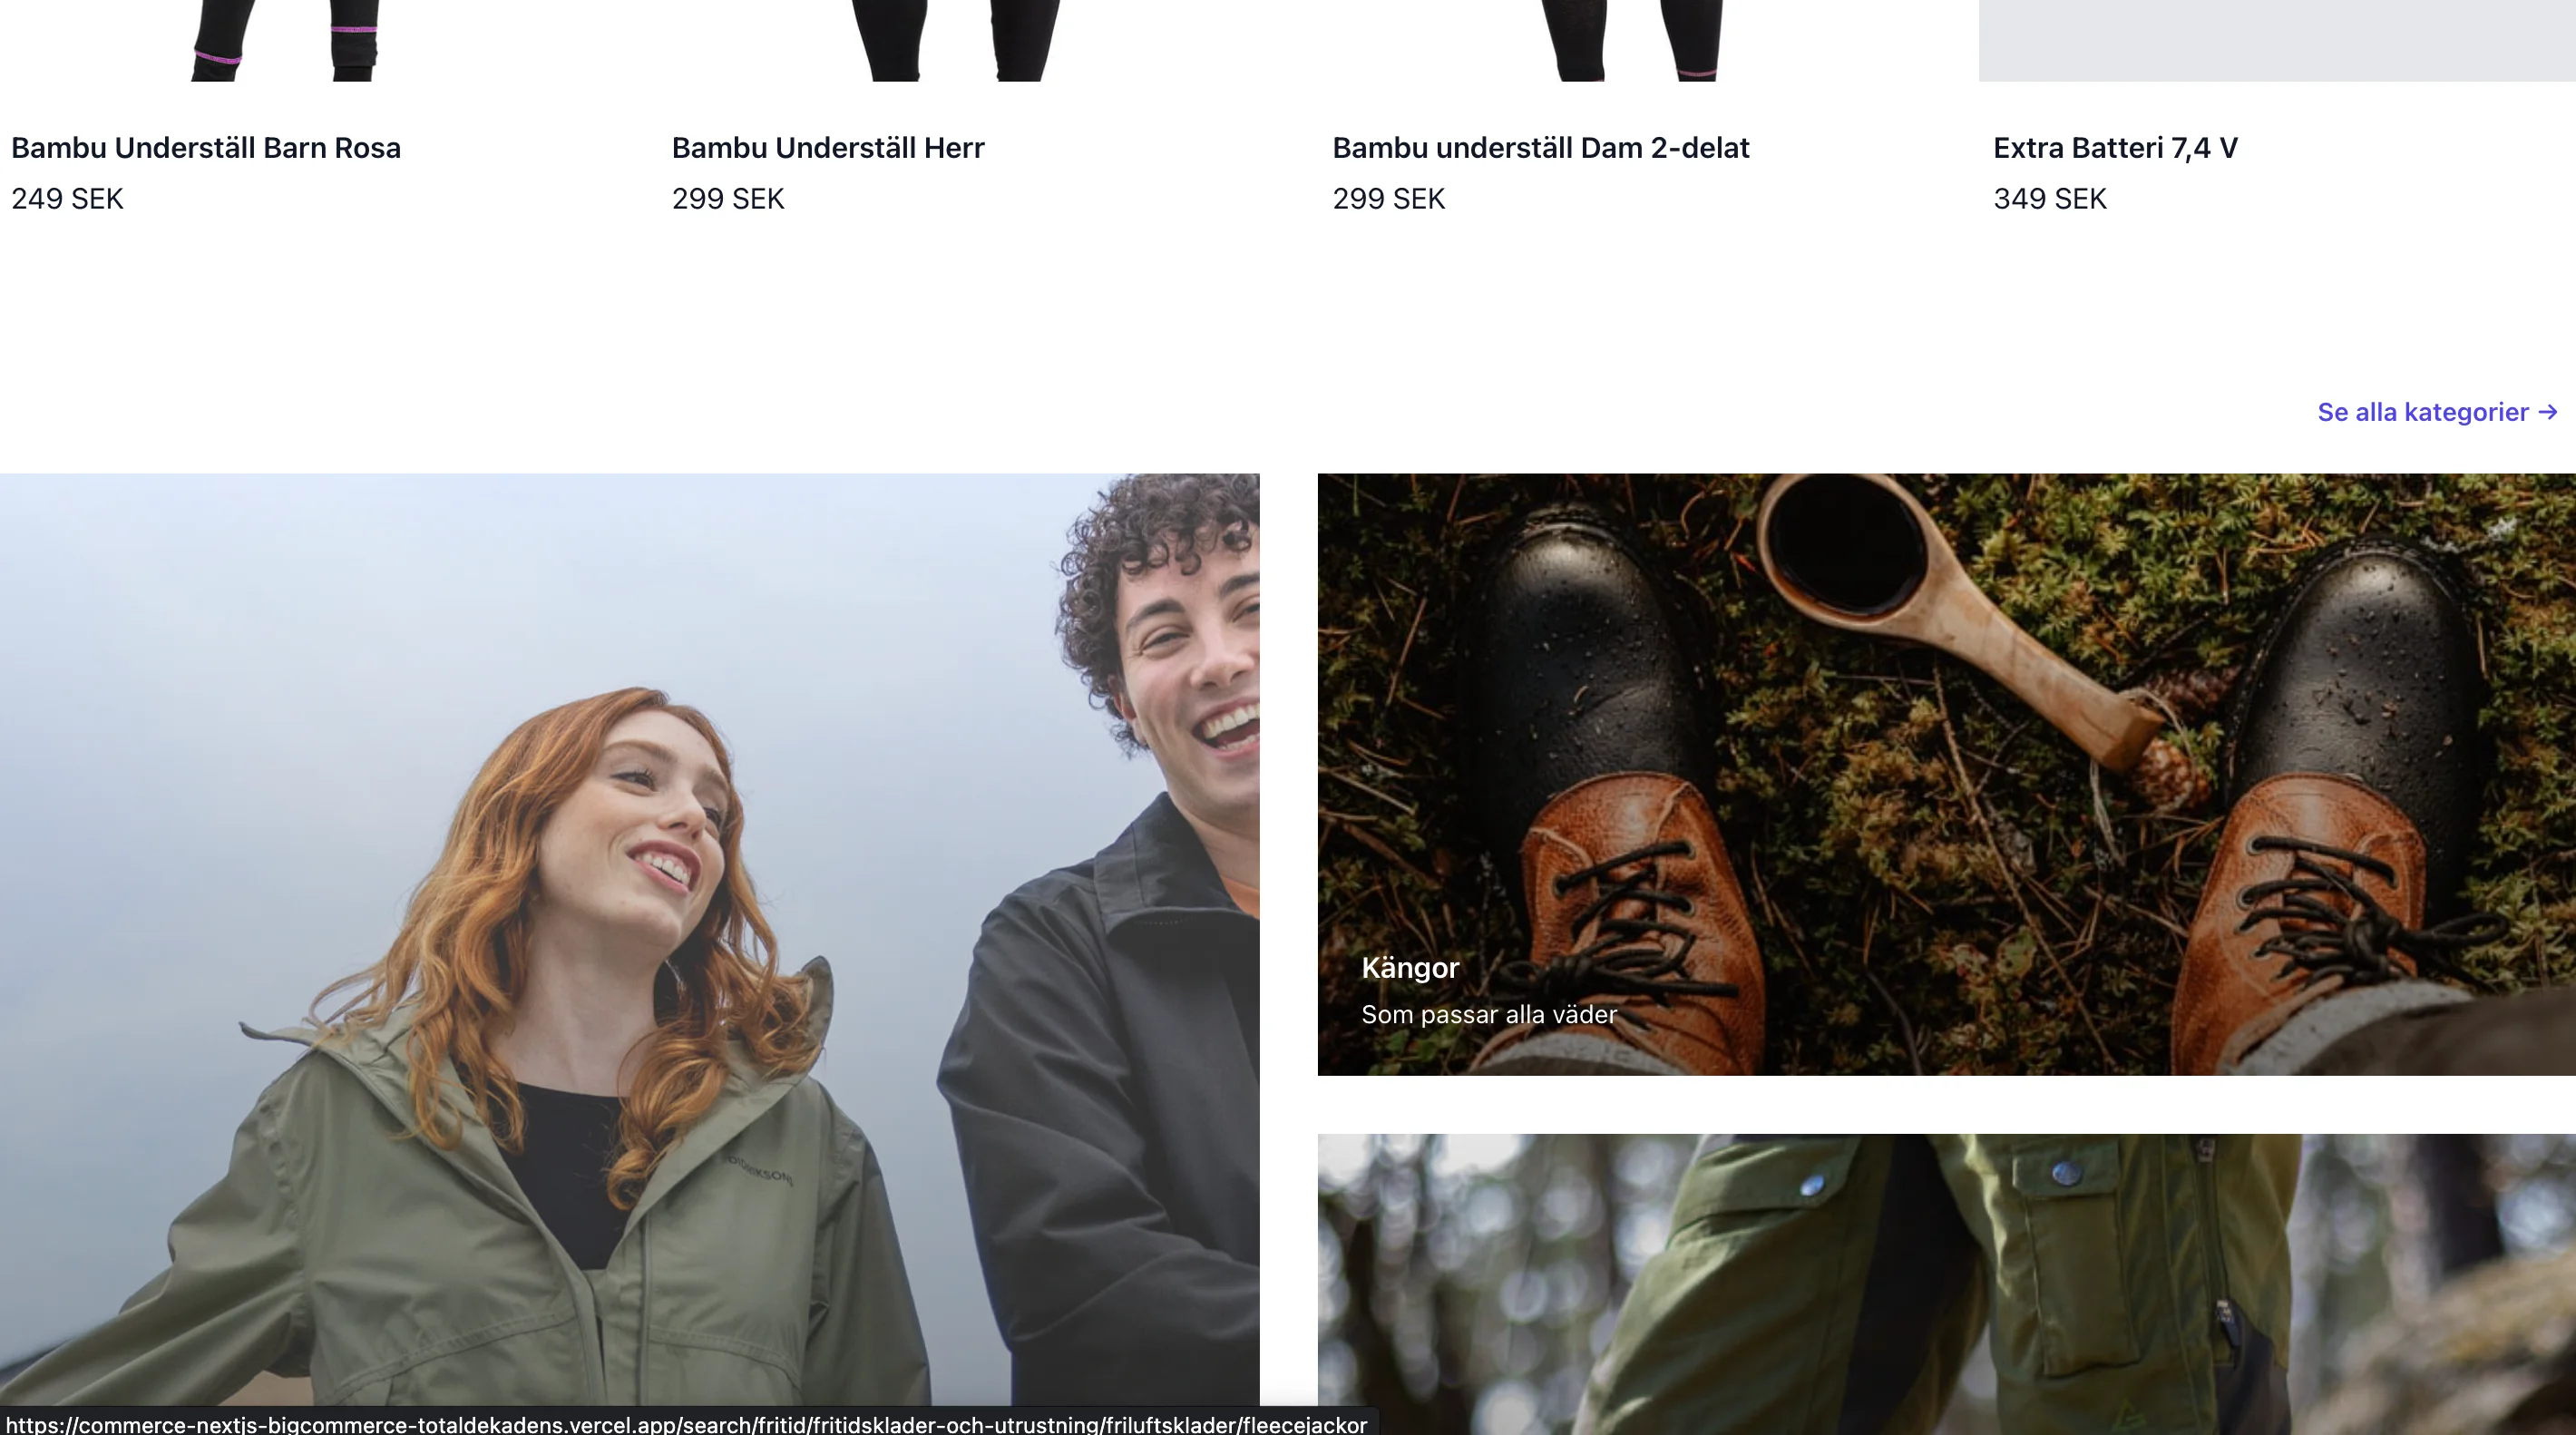 Bambu Underställ Barn Rosa
249 SEK
Bambu Underställ Herr
299 SEK
Bambu underställ Dam 2-delat
299 SEK
Extra Batteri 7,4 V
349 SEK
Se alla kategorier →
Kängor
Som passar alla väder
DIDRIKSONS
https://commerce-nextjs-bigcommerce-totaldekadens.vercel.app/search/fritid/fritidsklader-och-utrustning/friluftsklader/fleecejackor